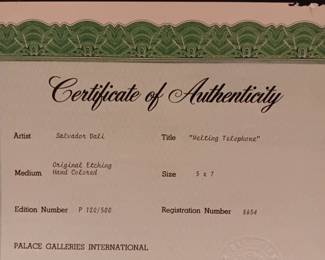 Certificate of Authenticity
Artist Salvador Dali Title "Melting Telephone"
Medium Original Etching
Hand Colored Size 5 x 7
Edition Number P 120/500 Registration Number 8654
PALACE GALLERIES INTERNATIONAL